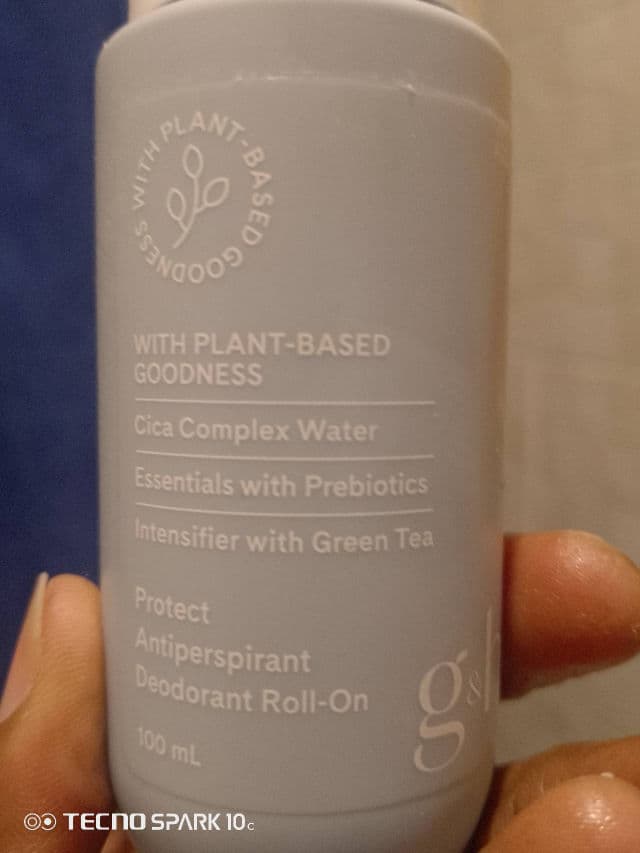 WITH PLANT-BASED GOODNESS
WITH PLANT-BASED
GOODNESS
Cica Complex Water
Essentials with Prebiotics
Intensifier with Green Tea
Protect
Antiperspirant
Deodorant Roll-On
100 mL
g&h
TECNO SPARK 10c